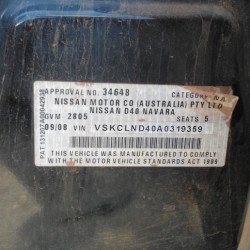 APPROVAL NO. 34648 CATEGORY: NA
NISSAN MOTOR CO (AUSTRALIA) PTY LTD
NISSAN D40 NAVARA
GVM 2805 SEATS 5
09/08 VIN VSKCLND40A0319359
THIS VEHICLE WAS MANUFACTURED TO COMPLY
WITH THE MOTOR VEHICLE STANDARDS ACT 1989